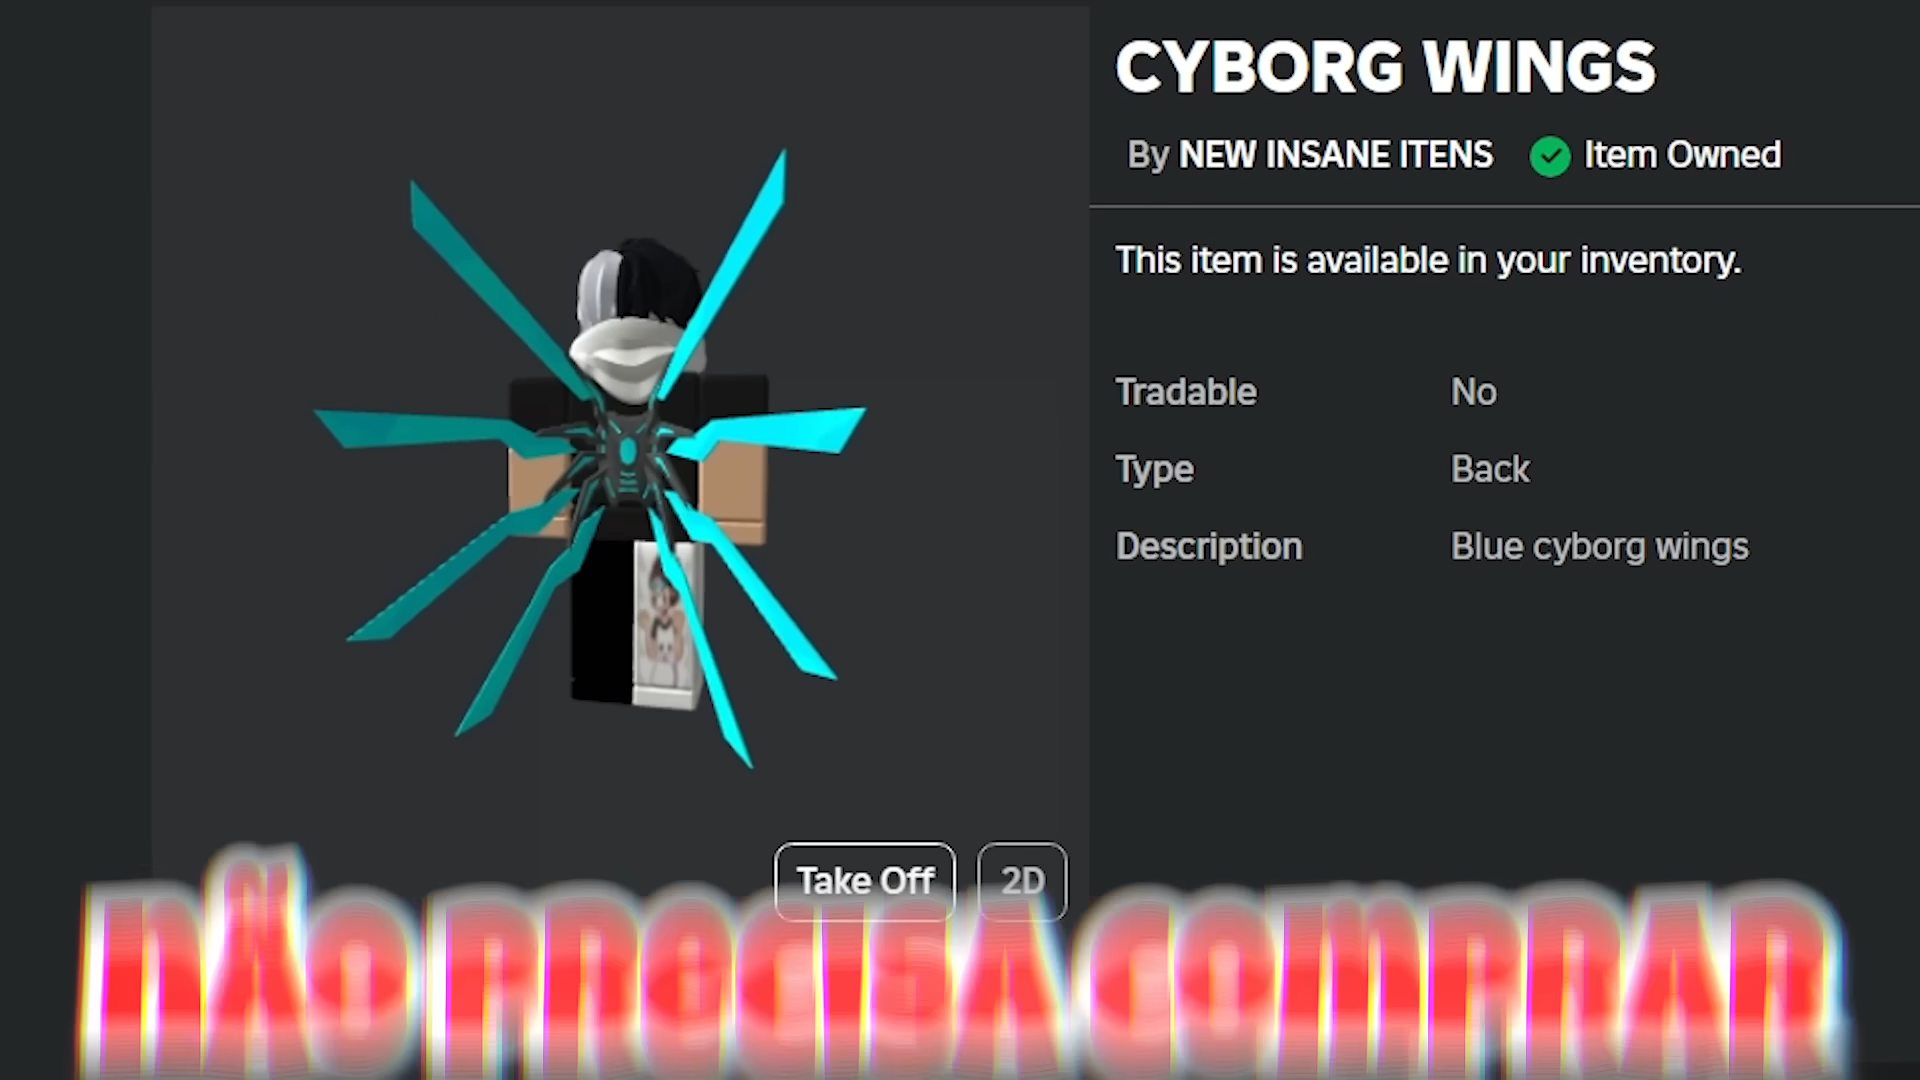 CYBORG WINGS
By NEW INSANE ITENS Item Owned
This item is available in your inventory.
Tradable No
Type Back
Description Blue cyborg wings
Take Off 2D
NÃO PRECISA COMPRAR